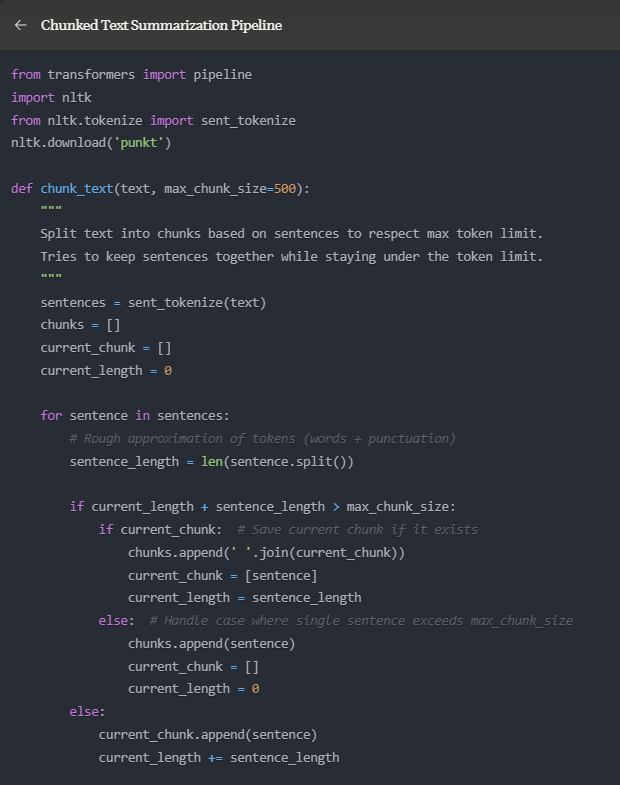 ← Chunked Text Summarization Pipeline
from transformers import pipeline
import nltk
from nltk.tokenize import sent_tokenize
nltk.download('punkt')

def chunk_text(text, max_chunk_size=500):
    """
    Split text into chunks based on sentences to respect max token limit.
    Tries to keep sentences together while staying under the token limit.
    """
    sentences = sent_tokenize(text)
    chunks = []
    current_chunk = []
    current_length = 0

    for sentence in sentences:
        # Rough approximation of tokens (words + punctuation)
        sentence_length = len(sentence.split())

        if current_length + sentence_length > max_chunk_size:
            if current_chunk:  # Save current chunk if it exists
                chunks.append(' '.join(current_chunk))
                current_chunk = [sentence]
                current_length = sentence_length
            else:  # Handle case where single sentence exceeds max_chunk_size
                chunks.append(sentence)
                current_chunk = []
                current_length = 0
        else:
            current_chunk.append(sentence)
            current_length += sentence_length